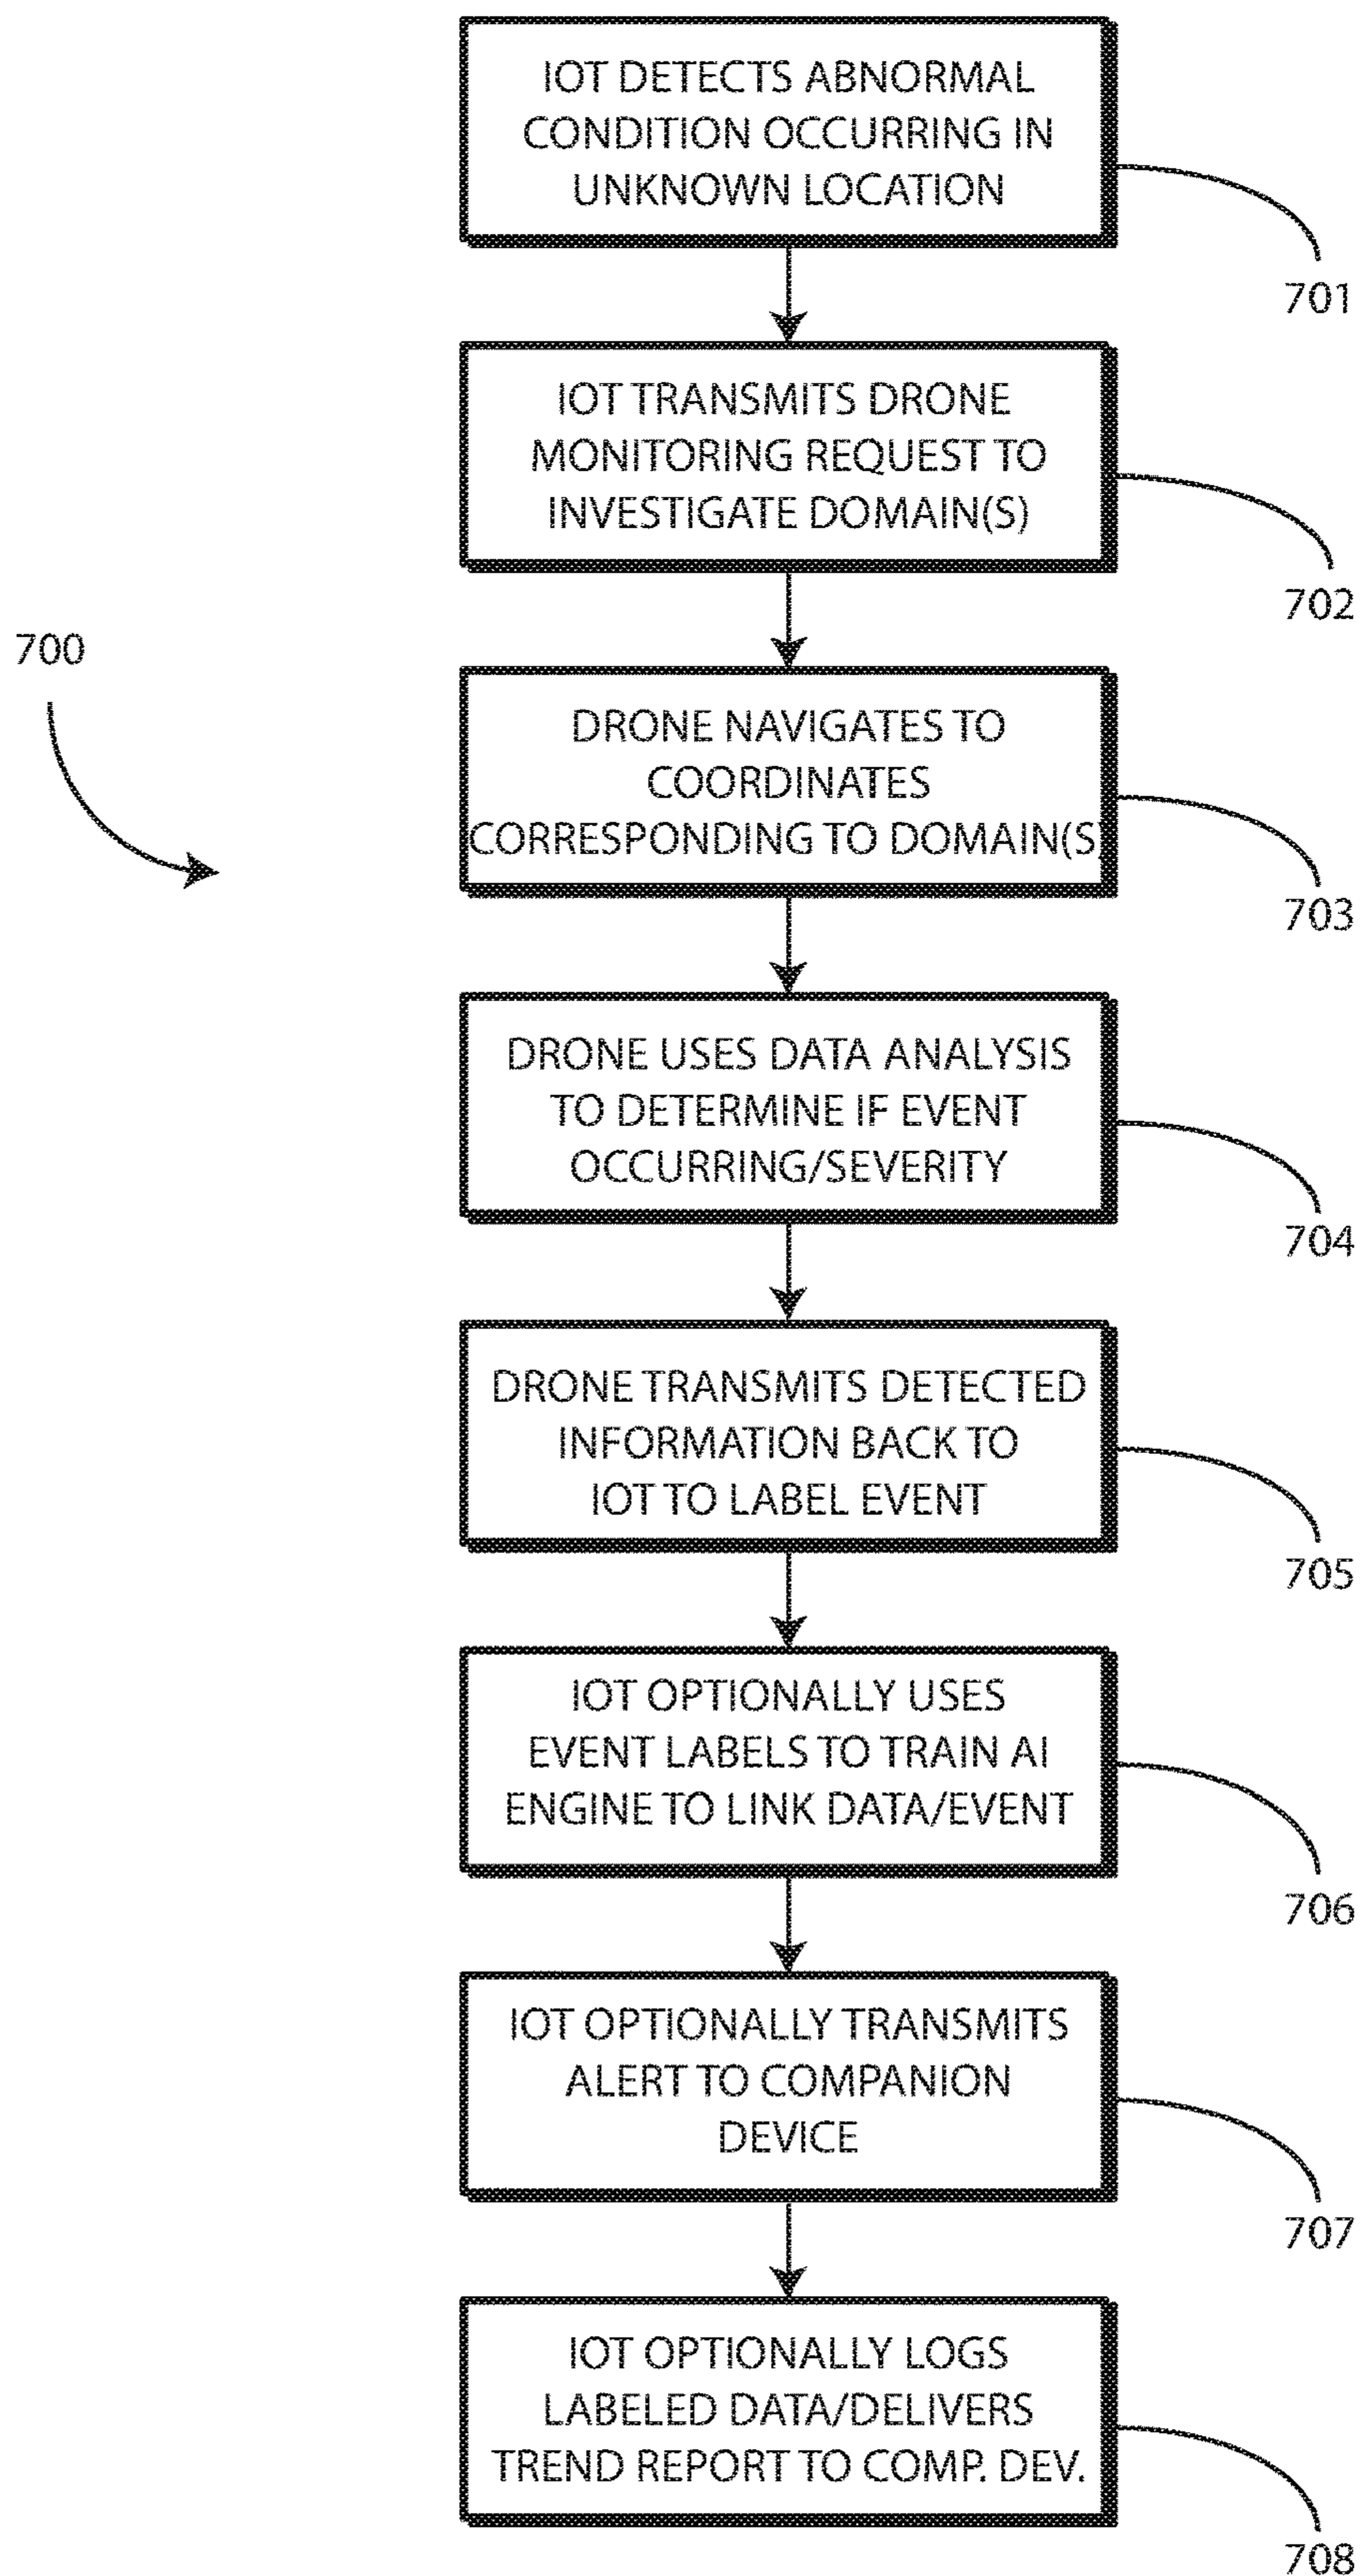 IOT DETECTS ABNORMAL
CONDITION OCCURRING IN
UNKNOWN LOCATION
701
IOT TRANSMITS DRONE
MONITORING REQUEST TO
INVESTIGATE DOMAIN(S)
702
700
DRONE NAVIGATES TO
COORDINATES
CORRESPONDING TO DOMAIN(S)
703
DRONE USES DATA ANALYSIS
TO DETERMINE IF EVENT
OCCURRING/SEVERITY
704
DRONE TRANSMITS DETECTED
INFORMATION BACK TO
IOT TO LABEL EVENT
705
IOT OPTIONALLY USES
EVENT LABELS TO TRAIN AI
ENGINE TO LINK DATA/EVENT
706
IOT OPTIONALLY TRANSMITS
ALERT TO COMPANION
DEVICE
707
IOT OPTIONALLY LOGS
LABELED DATA/DELIVERS
TREND REPORT TO COMP. DEV.
708